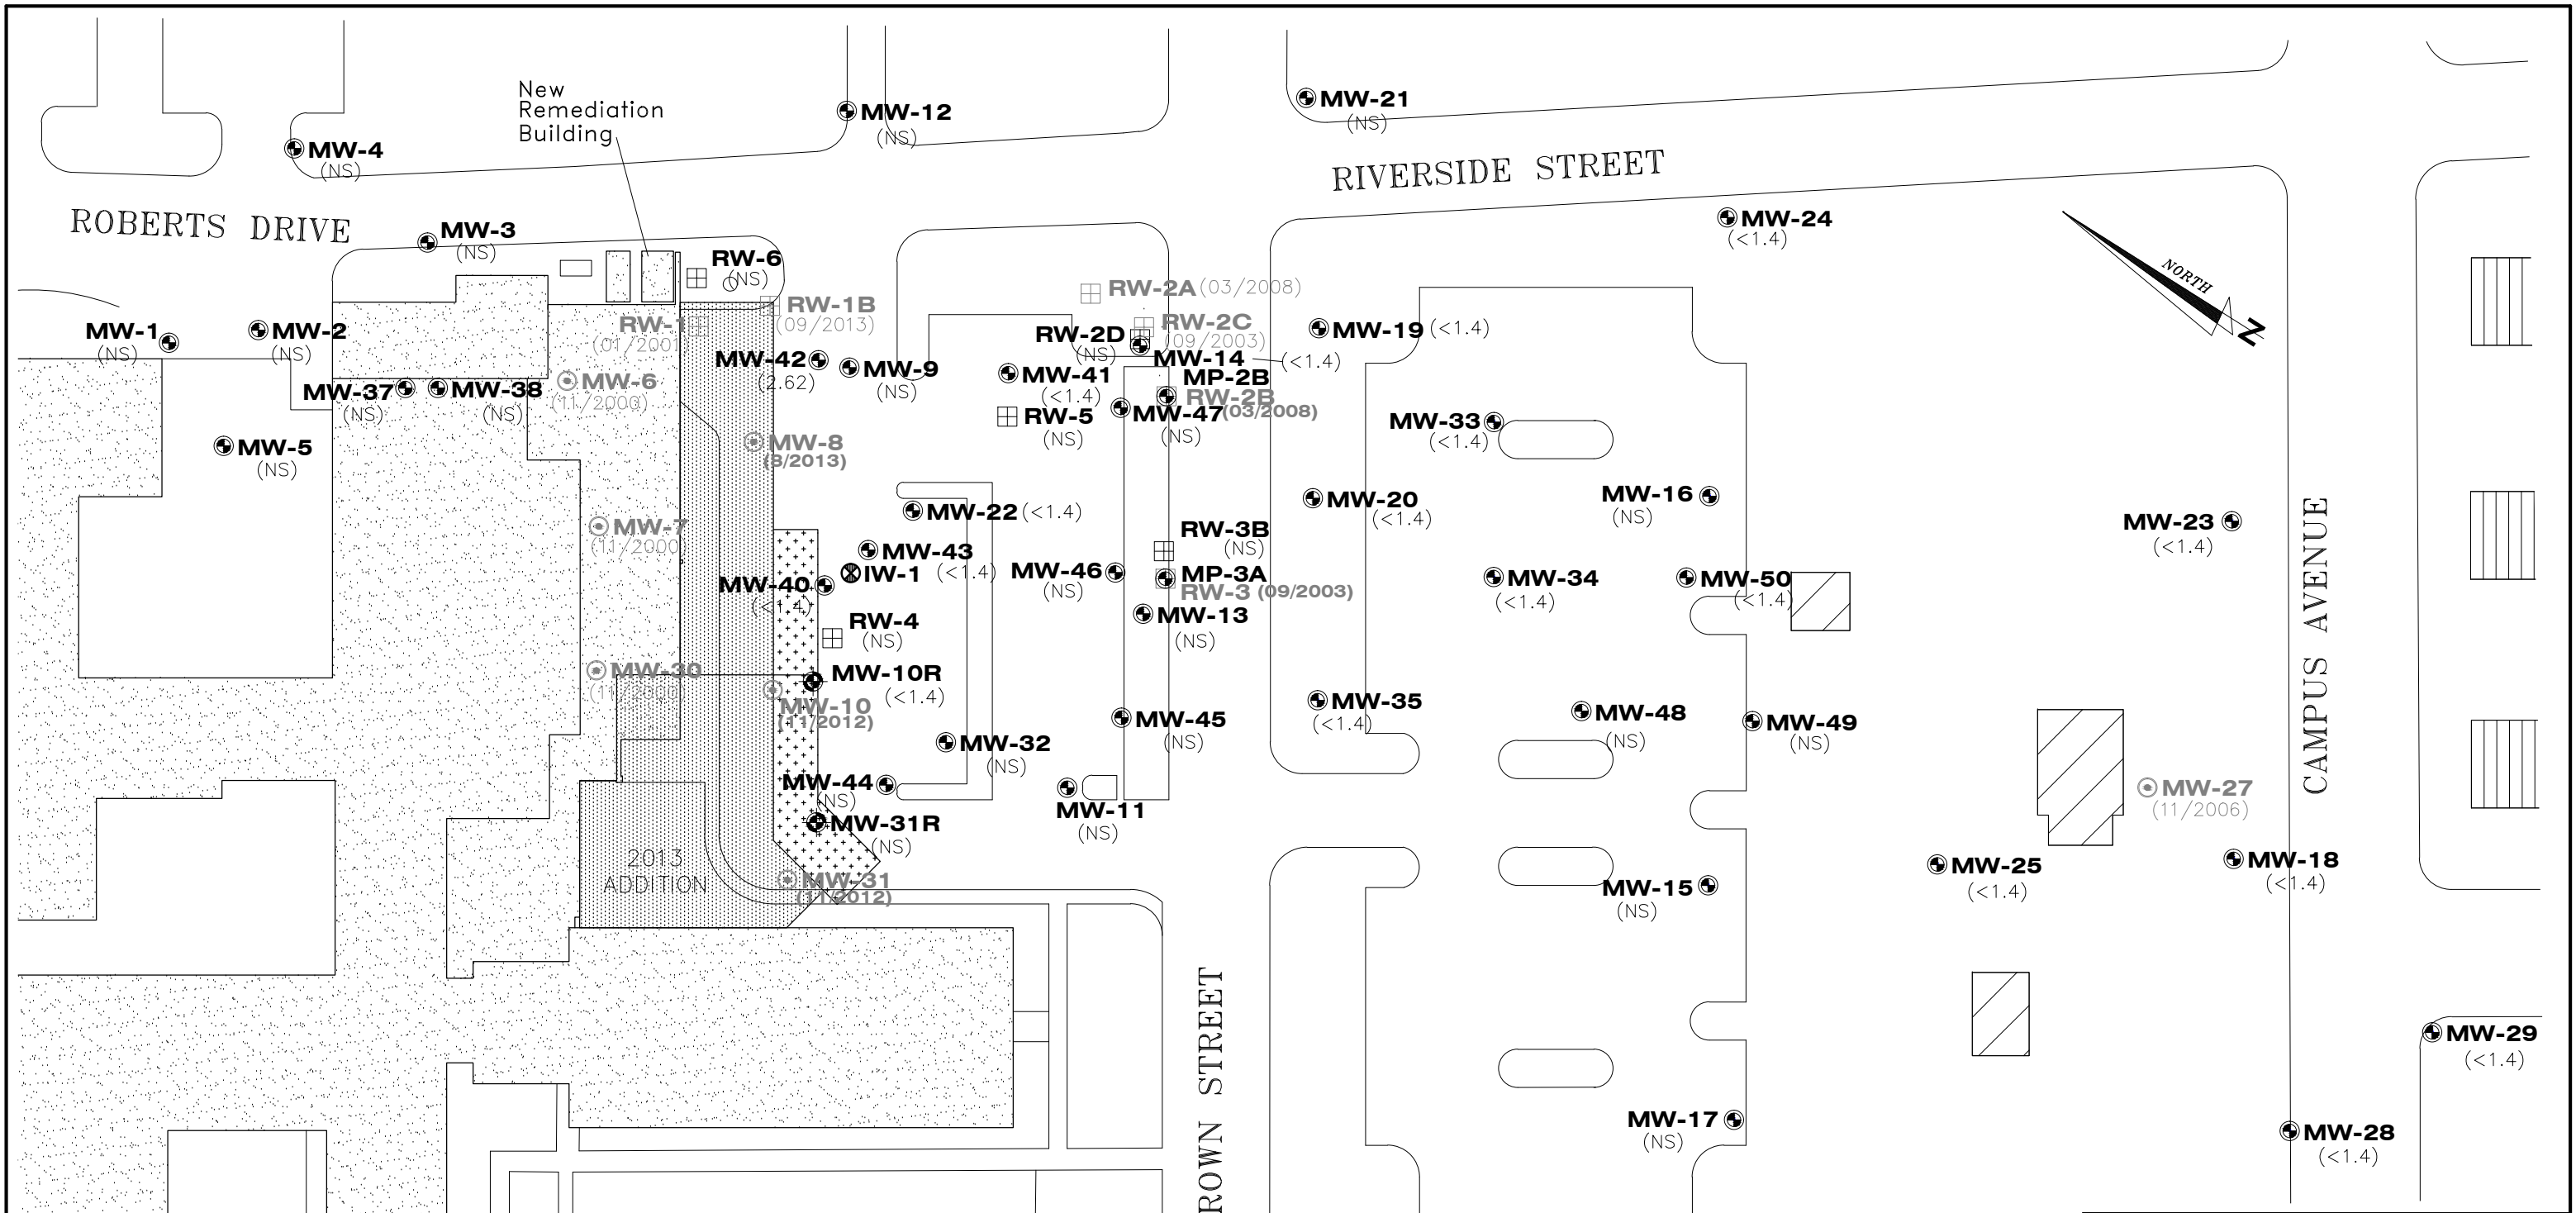 New
Remediation
Building
MW-12
(NS)
MW-21
(NS)
MW-4
(NS)
RIVERSIDE STREET
ROBERTS DRIVE
MW-3
(NS)
MW-24
(<1.4)
NORTH
Z
RW-6
(NS)
RW-1B
(09/2013)
RW-2A (03/2008)
RW-1
(01/2001
RW-2C
(09/2003)
RW-2D
(NS)
MW-1
(NS)
MW-2
(NS)
MW-19 (<1.4)
MW-42
(2.62)
MW-9
(NS)
MW-14
(<1.4)
MW-41
(<1.4)
MP-2B
RW-2B
(03/2008)
MW-37
(NS)
MW-38
(NS)
MW-6
(11/2000)
RW-5
(NS)
MW-47
(NS)
MW-33
(<1.4)
MW-5
(NS)
MW-8
(8/2013)
MW-16
(NS)
MW-20
(<1.4)
MW-22 (<1.4)
MW-7
(11/2000
MW-23
(<1.4)
RW-3B
(NS)
MW-43
(<1.4)
IW-1
MW-40
(<1.4)
MW-46
(NS)
MP-3A
RW-3 (09/2003)
MW-34
(<1.4)
MW-50
(<1.4)
RW-4
(NS)
MW-13
(NS)
MW-30
(11/2000)
MW-10R
(<1.4)
MW-10
(11/2012)
MW-35
(<1.4)
MW-45
(NS)
MW-48
(NS)
MW-49
(NS)
CAMPUS AVENUE
MW-32
(NS)
MW-44
(NS)
MW-11
(NS)
MW-27
(11/2006)
MW-31R
(NS)
2013
ADDITION
MW-31
(11/2012)
MW-15
(NS)
MW-25
(<1.4)
MW-18
(<1.4)
ROWN STREET
MW-29
(<1.4)
MW-17
(NS)
MW-28
(<1.4)